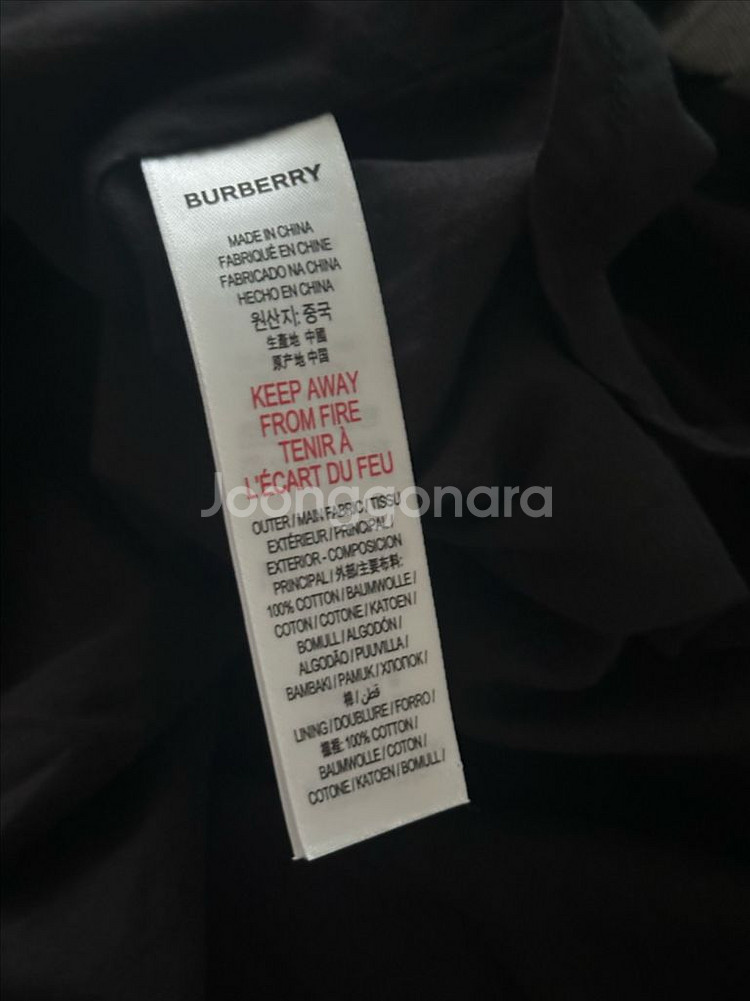 BURBERRY
MADE IN CHINA
FABRIQUÉ EN CHINE
FABRICADO NA CHINA
HECHO EN CHINA
원산지: 중국
生產地 中國
原产地 中国
KEEP AWAY
FROM FIRE
TENIR À
L'ÉCART DU FEU
Joonggonara
OUTER / MAIN FABRIC / TISSU
EXTÉRIEUR / PRINCIPAL /
EXTERIOR - COMPOSICION
PRINCIPAL / 外部/主要布料:
100% COTTON / BAUMWOLLE /
COTON / COTONE / KATOEN /
BOMULL / ALGODÓN /
ALGODÃO / PUUVILLA /
BAMBAKI / PAMUK / ХЛОПОК /
棉 / قطن /
LINING / DOUBLURE / FORRO /
100% COTTON /
BAUMWOLLE / COTON /
COTONE / KATOEN / BOMULL /